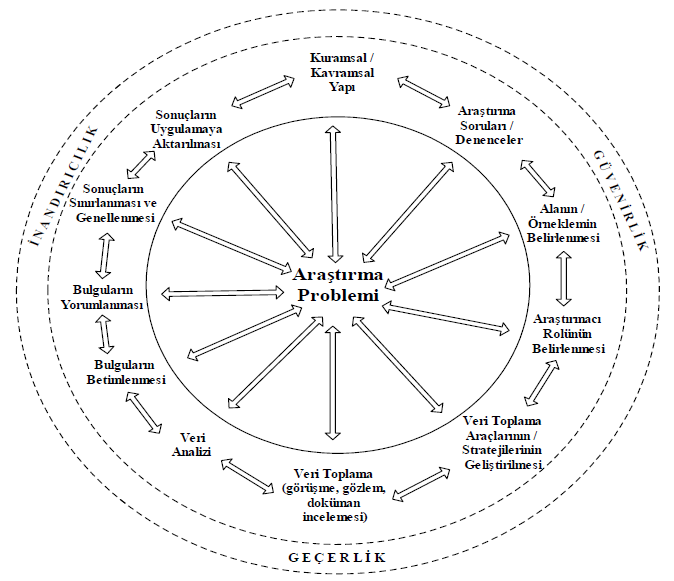 Kuramsal /
Kavramsal
Yapı
Araştırma
Soruları /
Denenceler
Alanın /
Örneklemin
Belirlenmesi
Araştırmacı
Rolünün
Belirlenmesi
Veri Toplama
Araçlarının /
Stratejilerinin
Geliştirilmesi
Veri Toplama
(görüşme, gözlem,
doküman
incelemesi)
Veri
Analizi
Bulguların
Betimlenmesi
Bulguların
Yorumlanması
Sonuçların
Sınırlanması ve
Genellenmesi
Sonuçların
Uygulamaya
Aktarılması
Araştırma
Problemi
İNANDIRICILIK
GÜVENİRLİK
GEÇERLİK